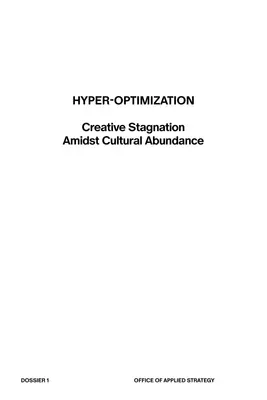 HYPER-OPTIMIZATION
Creative Stagnation
Amidst Cultural Abundance
DOSSIER 1
OFFICE OF APPLIED STRATEGY